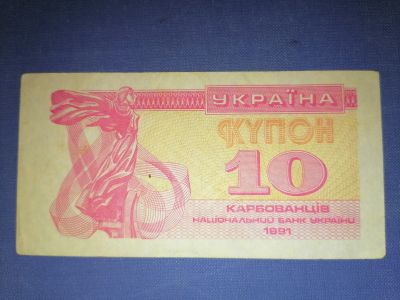 УКРАЇНА
КУПОН
10
КАРБОВАНЦІВ
НАЦІОНАЛЬНИЙ БАНК УКРАЇНИ
1991